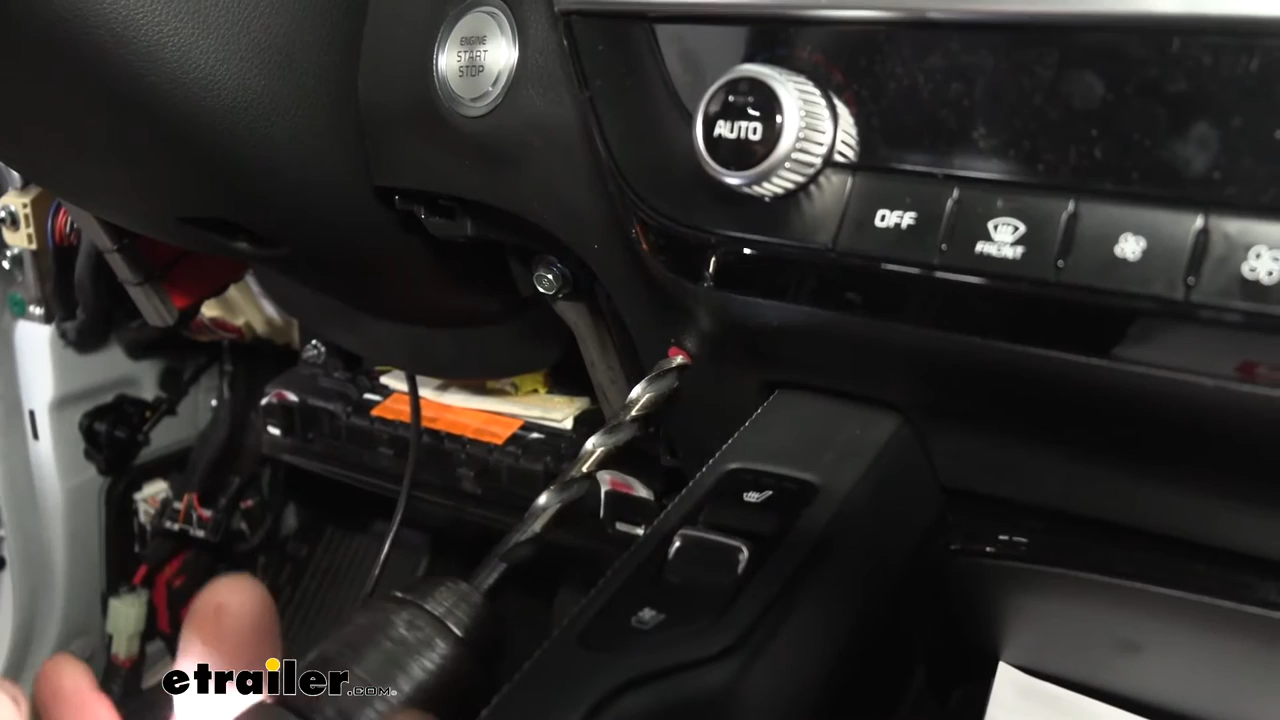 ENGINE
START
STOP
AUTO
OFF
FRONT
etrailer.COM